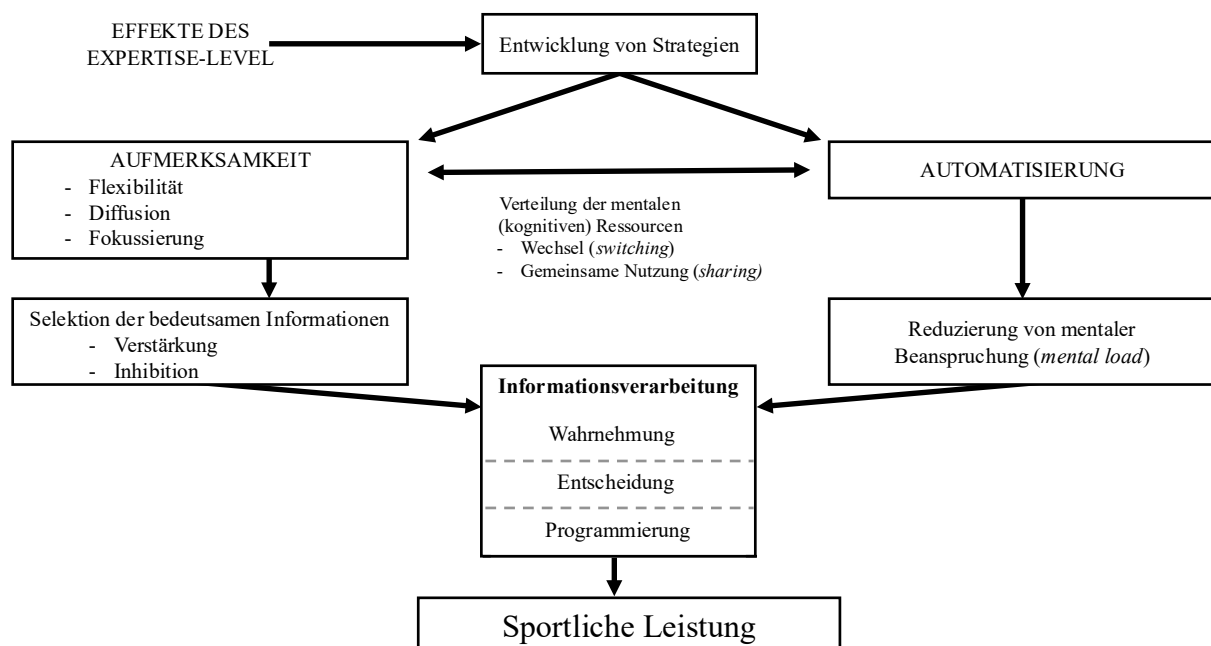 EFFEKTE DES
EXPERTISE-LEVEL
Entwicklung von Strategien
AUFMERKSAMKEIT
- Flexibilität
- Diffusion
- Fokussierung
AUTOMATISIERUNG
Verteilung der mentalen
(kognitiven) Ressourcen
- Wechsel (switching)
- Gemeinsame Nutzung (sharing)
Selektion der bedeutsamen Informationen
- Verstärkung
- Inhibition
Reduzierung von mentaler
Beanspruchung (mental load)
Informationsverarbeitung
Wahrnehmung
Entscheidung
Programmierung
Sportliche Leistung